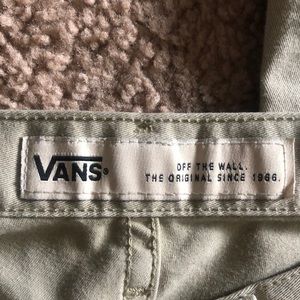 VANS®
OFF THE WALL.
THE ORIGINAL SINCE 1966.